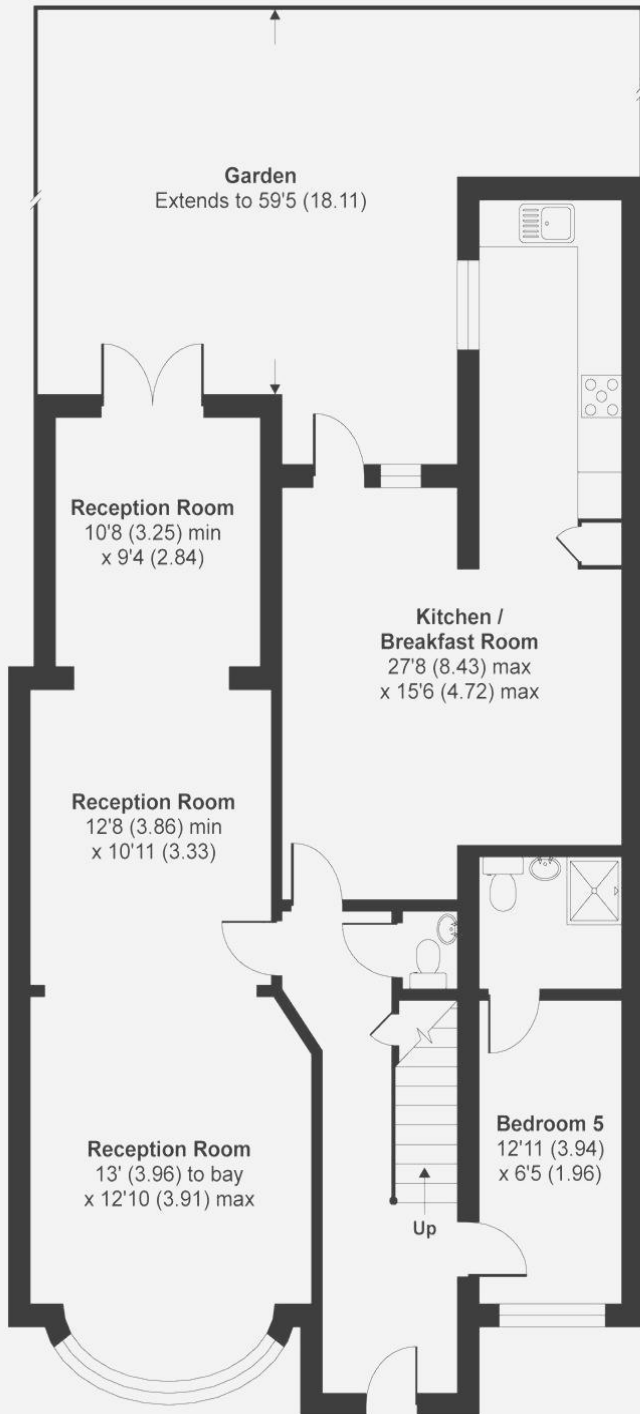 Garden
Extends to 59'5 (18.11)
Reception Room
10'8 (3.25) min
x 9'4 (2.84)
Kitchen /
Breakfast Room
27'8 (8.43) max
x 15'6 (4.72) max
Reception Room
12'8 (3.86) min
x 10'11 (3.33)
Reception Room
13' (3.96) to bay
x 12'10 (3.91) max
Bedroom 5
12'11 (3.94)
x 6'5 (1.96)
Up